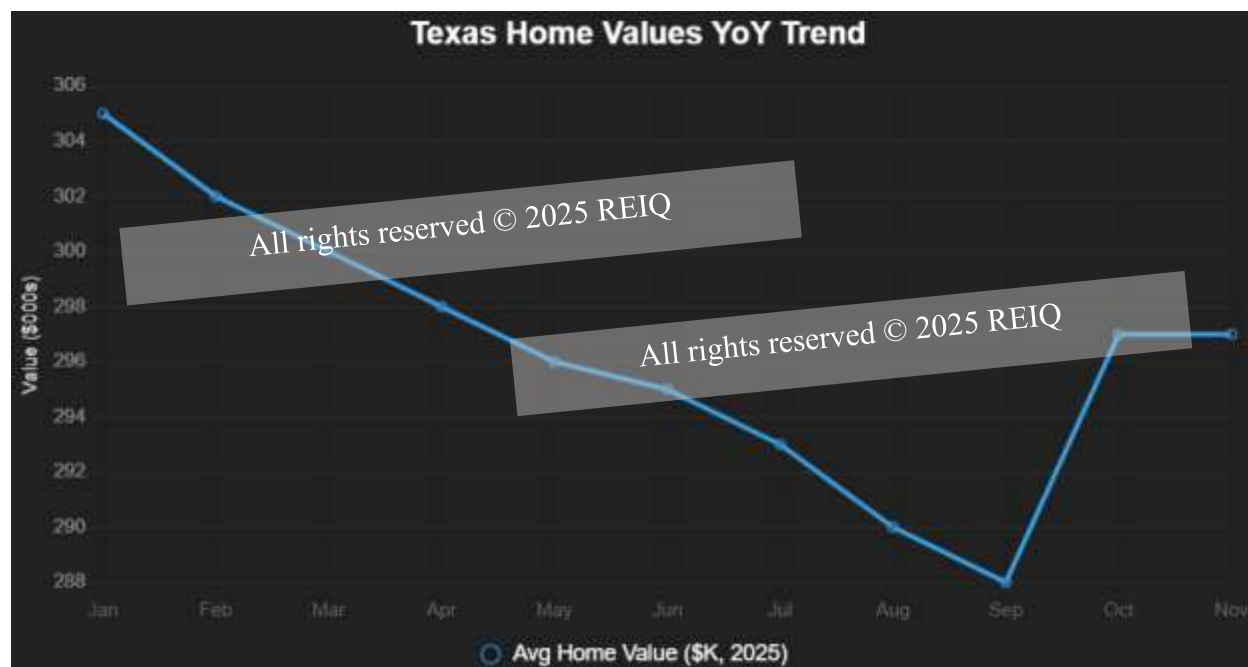 Texas Home Values YoY Trend
306
304
302
300
298
296
294
292
290
288
Value ($000s)
All rights reserved © 2025 REIQ
All rights reserved © 2025 REIQ
Jan Feb Mar Apr May Jun Jul Aug Sep Oct Nov
Avg Home Value ($K, 2025)